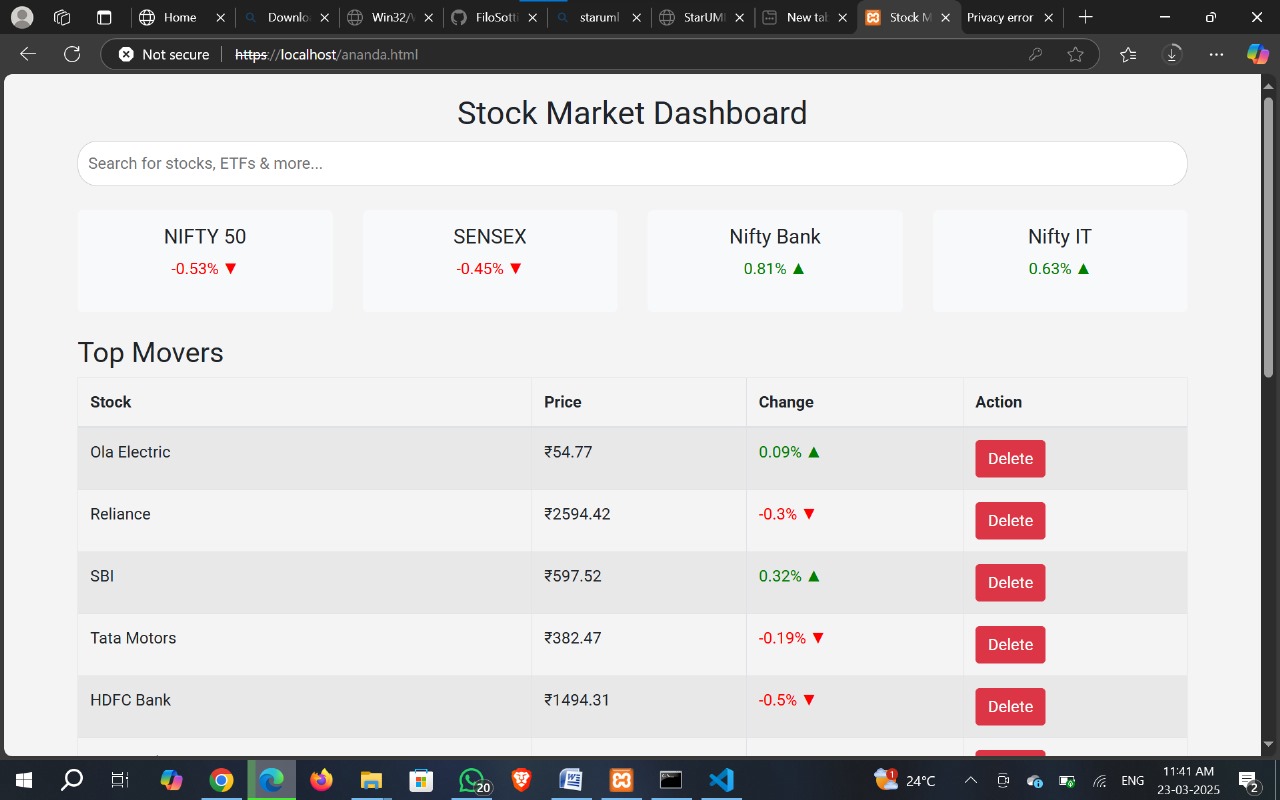 Home Downlo Win32/ FiloSott staruml StarUM New tab Stock M Privacy error
Not secure https://localhost/ananda.html
Stock Market Dashboard
Search for stocks, ETFs & more...
NIFTY 50 SENSEX Nifty Bank Nifty IT
-0.53% ▼ -0.45% ▼ 0.81% ▲ 0.63% ▲
Top Movers
Stock Price Change Action
Ola Electric ₹54.77 0.09% ▲ Delete
Reliance ₹2594.42 -0.3% ▼ Delete
SBI ₹597.52 0.32% ▲ Delete
Tata Motors ₹382.47 -0.19% ▼ Delete
HDFC Bank ₹1494.31 -0.5% ▼ Delete
20 1 24°C ENG 11:41 AM
23-03-2025 2